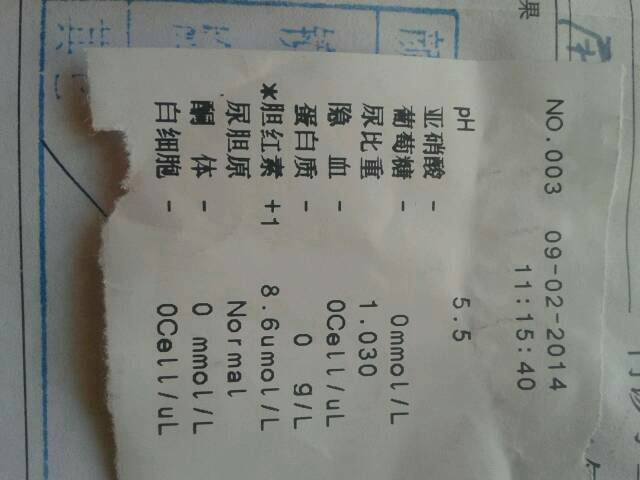 NO.003 09-02-2014
11:15:40
pH 5.5
亚硝酸 -
葡萄糖 - 0mmol/L
尿比重 1.030
隐 血 - 0Cell/uL
蛋白质 - 0 g/L
*胆红素 +1 8.6umol/L
尿胆原 Normal
酮 体 - 0 mmol/L
白细胞 - 0Cell/uL
果